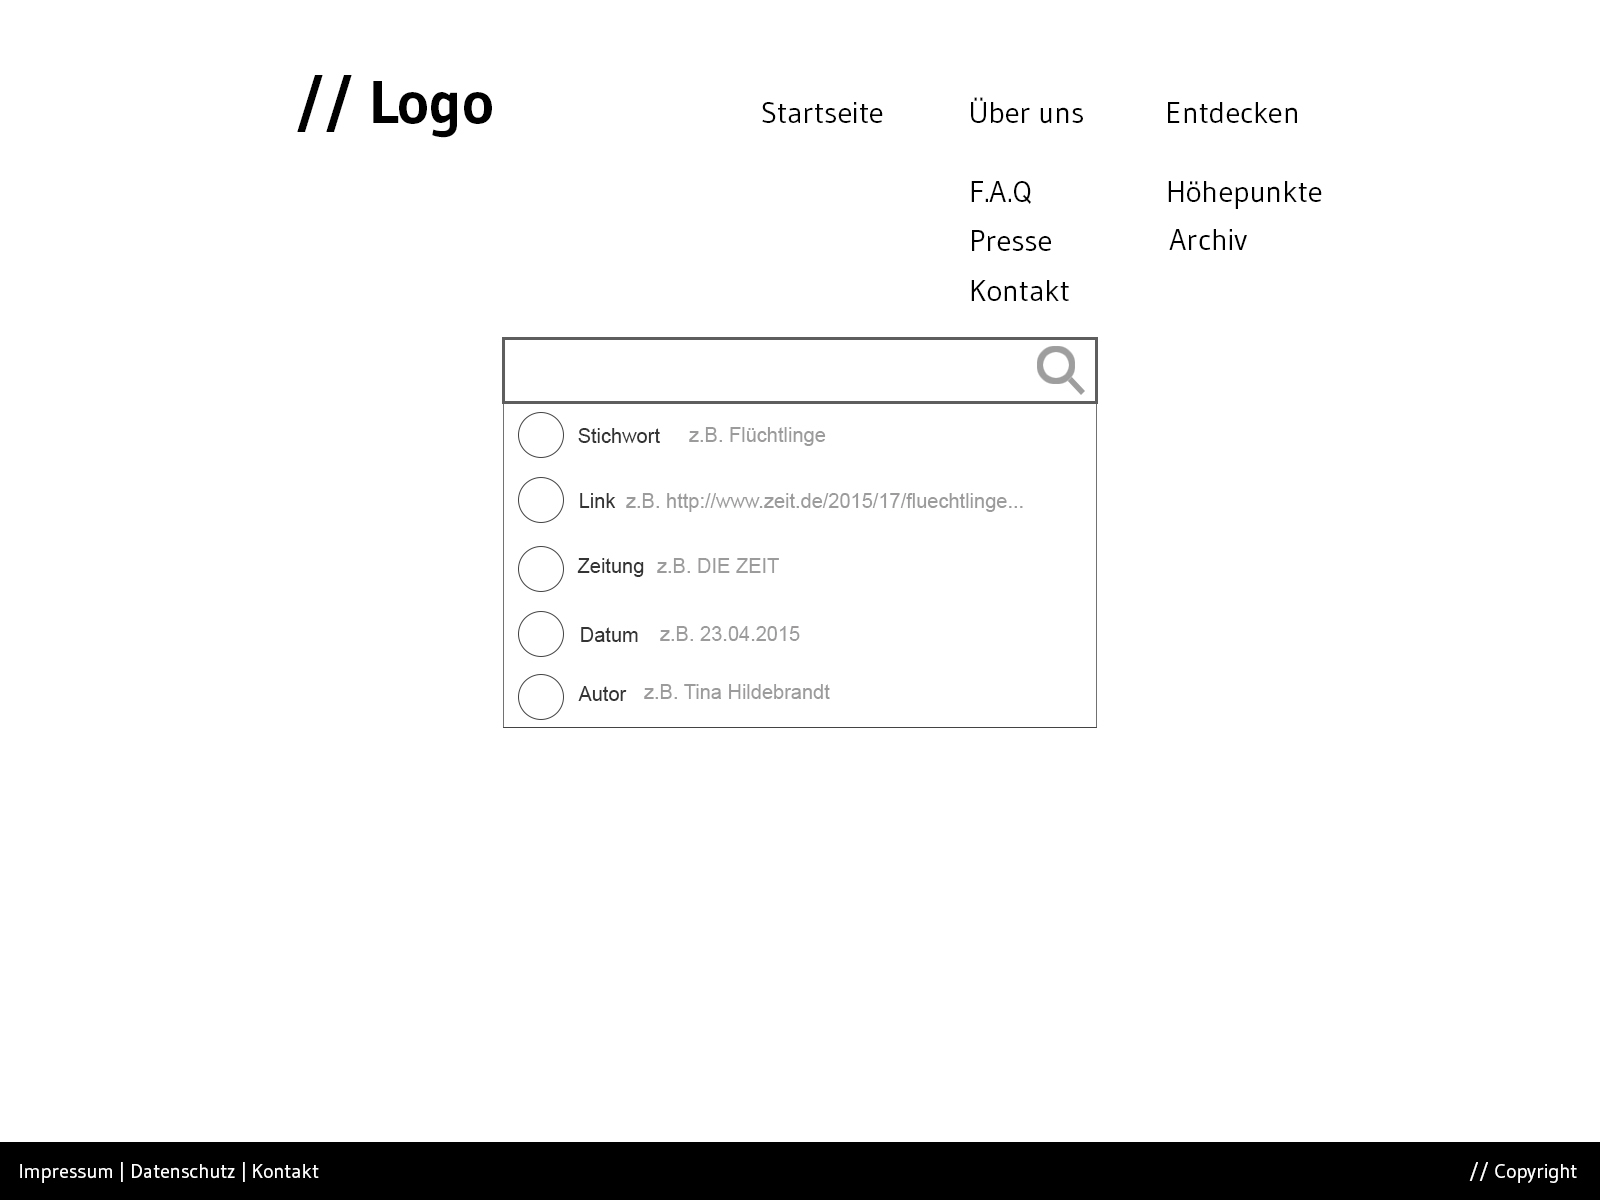 // Logo
Startseite Über uns Entdecken
F.A.Q Höhepunkte
Presse Archiv
Kontakt
Stichwort z.B. Flüchtlinge
Link z.B. http://www.zeit.de/2015/17/fluechtlinge...
Zeitung z.B. DIE ZEIT
Datum z.B. 23.04.2015
Autor z.B. Tina Hildebrandt
Impressum | Datenschutz | Kontakt // Copyright